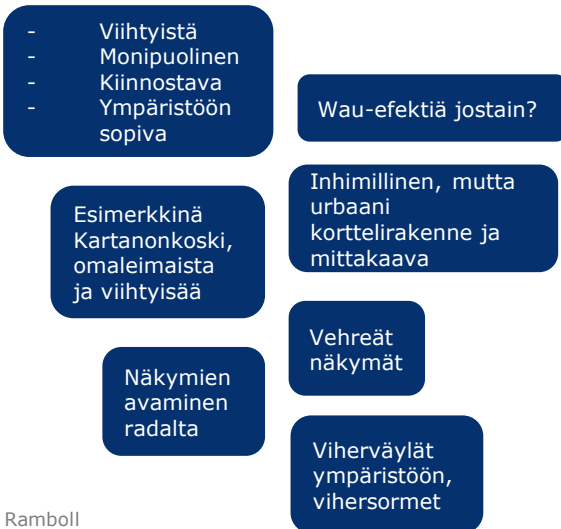 - Viihtyistä
- Monipuolinen
- Kiinnostava
- Ympäristöön
sopiva
Wau-efektiä jostain?
Inhimillinen, mutta
urbaani
korttelirakenne ja
mittakaava
Esimerkkinä
Kartanonkoski,
omaleimaista
ja viihtyisää
Vehreät
näkymät
Näkymien
avaaminen
radalta
Viherväylät
ympäristöön,
vihersormet
Ramboll